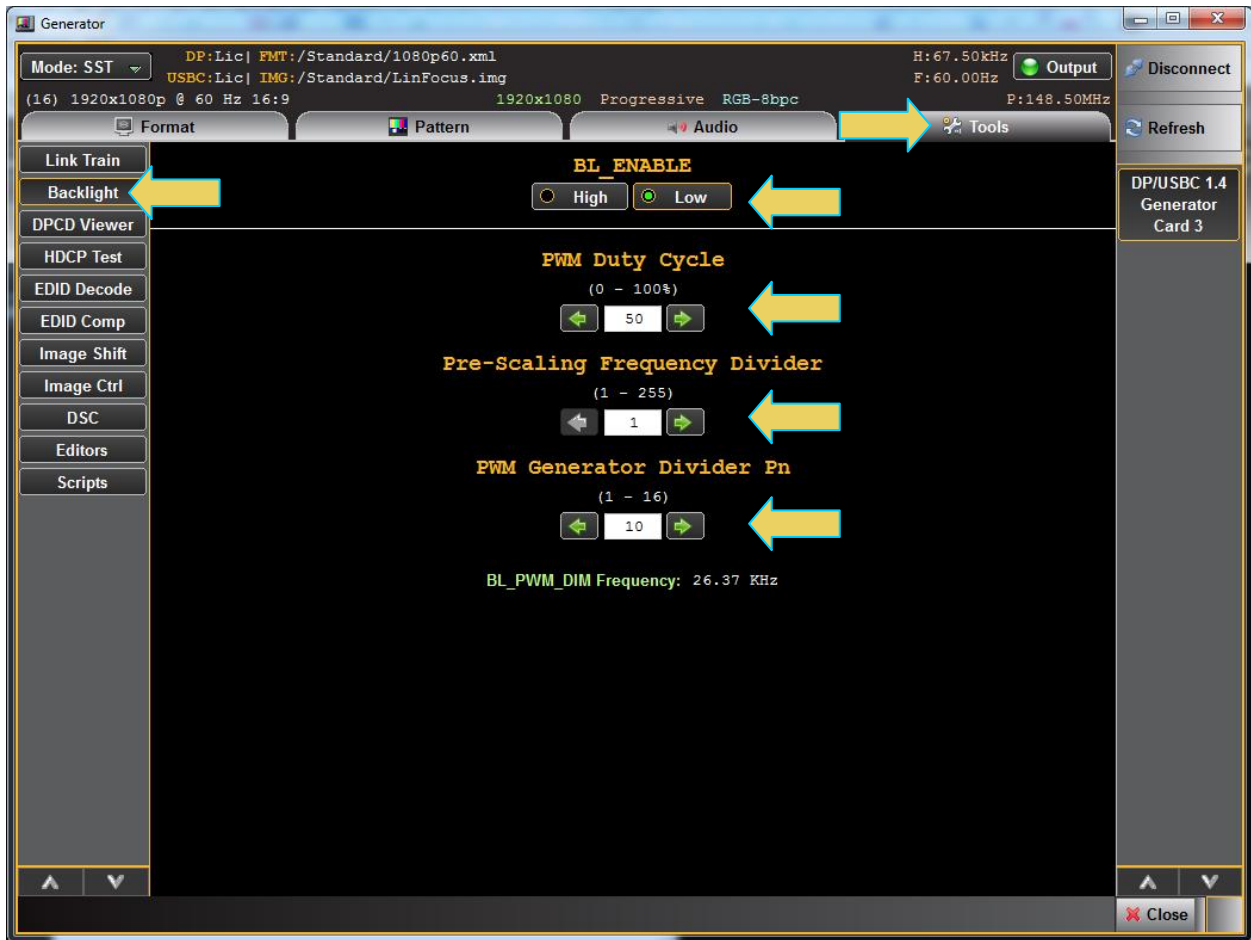 Generator
Mode: SST
DP:Lic| FMT:/Standard/1080p60.xml
USBC:Lic| IMG:/Standard/LinFocus.img
H:67.50kHz
F:60.00Hz
Output
(16) 1920x1080p @ 60 Hz 16:9
1920x1080 Progressive RGB-8bpc
P:148.50MHz
Disconnect
Refresh
Format
Pattern
Audio
Tools
Link Train
Backlight
DPCD Viewer
HDCP Test
EDID Decode
EDID Comp
Image Shift
Image Ctrl
DSC
Editors
Scripts
BL_ENABLE
High
Low
PWM Duty Cycle
(0 - 100%)
50
Pre-Scaling Frequency Divider
(1 - 255)
1
PWM Generator Divider Pn
(1 - 16)
10
BL_PWM_DIM Frequency: 26.37 KHz
DP/USBC 1.4
Generator
Card 3
Close